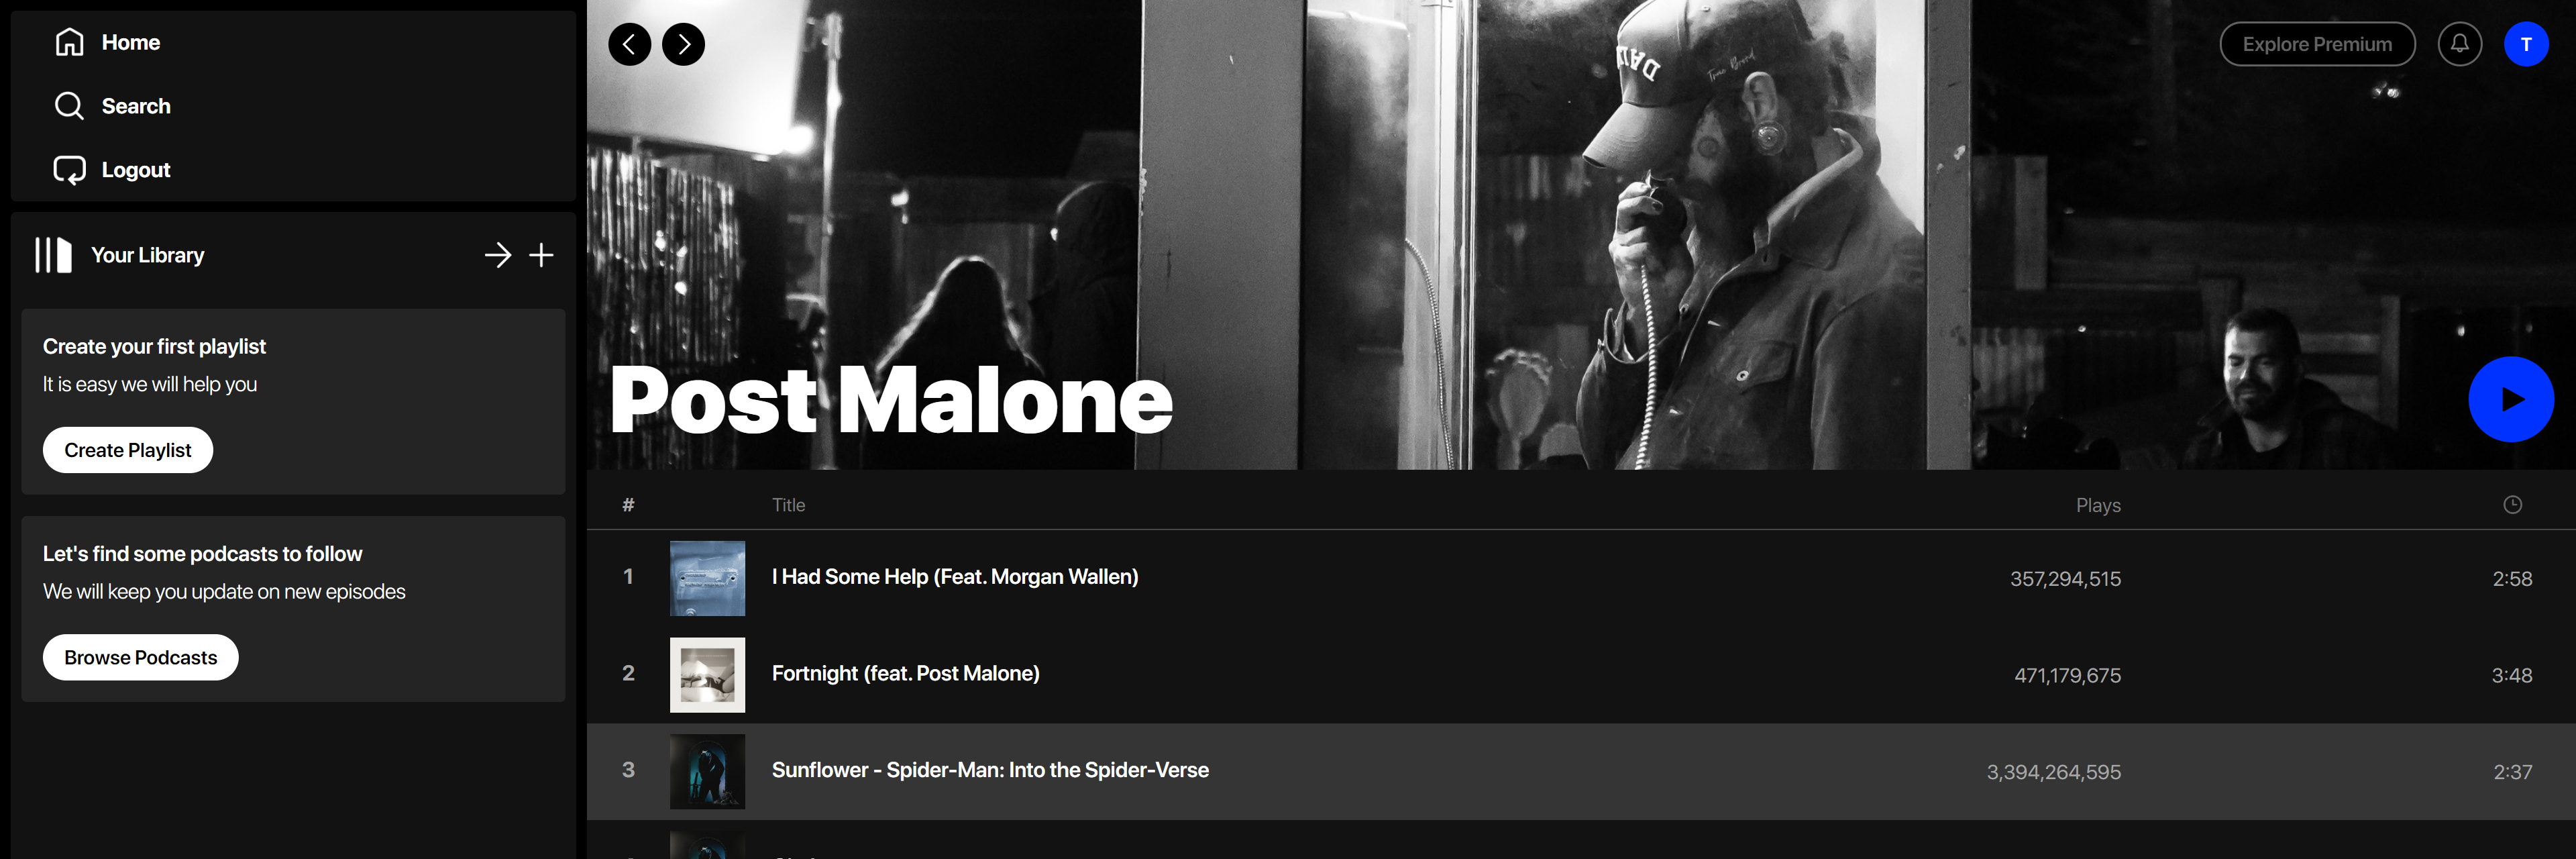 Home
Search
Logout
Your Library
Create your first playlist
It is easy we will help you
Create Playlist
Let's find some podcasts to follow
We will keep you update on new episodes
Browse Podcasts
Explore Premium
T
True Brand
Post Malone
# Title Plays
1 I Had Some Help (Feat. Morgan Wallen) 357,294,515 2:58
2 Fortnight (feat. Post Malone) 471,179,675 3:48
3 Sunflower - Spider-Man: Into the Spider-Verse 3,394,264,595 2:37